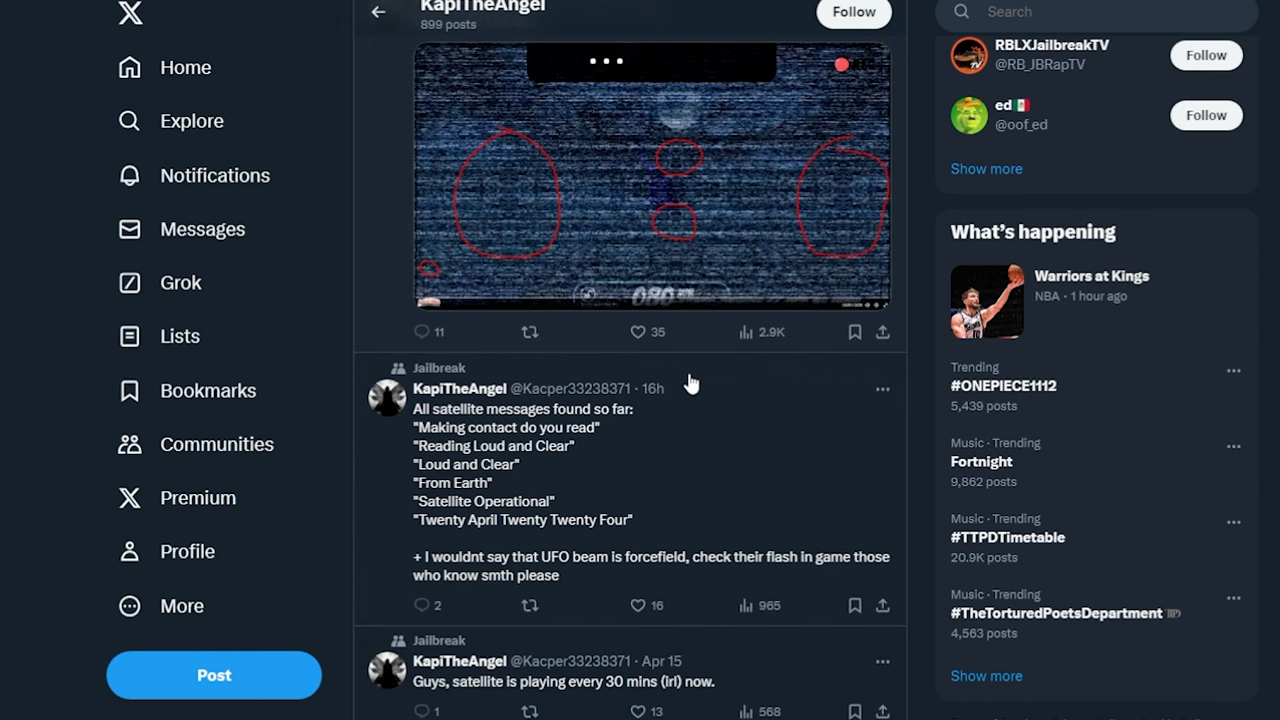 Home
Explore
Notifications
Messages
Grok
Lists
Bookmarks
Communities
Premium
Profile
More
Post
KapiTheAngel
899 posts
Follow
11
35
2.9K
Jailbreak
KapiTheAngel @Kacper33238371 · 16h
All satellite messages found so far:
"Making contact do you read"
"Reading Loud and Clear"
"Loud and Clear"
"From Earth"
"Satellite Operational"
"Twenty April Twenty Twenty Four"
+ I wouldnt say that UFO beam is forcefield, check their flash in game those
who know smth please
2
16
965
Jailbreak
KapiTheAngel @Kacper33238371 · Apr 15
Guys, satellite is playing every 30 mins (irl) now.
1
13
568
Search
RBLXJailbreakTV
@RB_JBRapTV
Follow
ed
@oof_ed
Follow
Show more
What's happening
Warriors at Kings
NBA · 1 hour ago
Trending
#ONEPIECE1112
5,439 posts
Music · Trending
Fortnight
9,862 posts
Music · Trending
#TTPDTimetable
20.9K posts
Music · Trending
#TheTorturedPoetsDepartment
4,563 posts
Show more